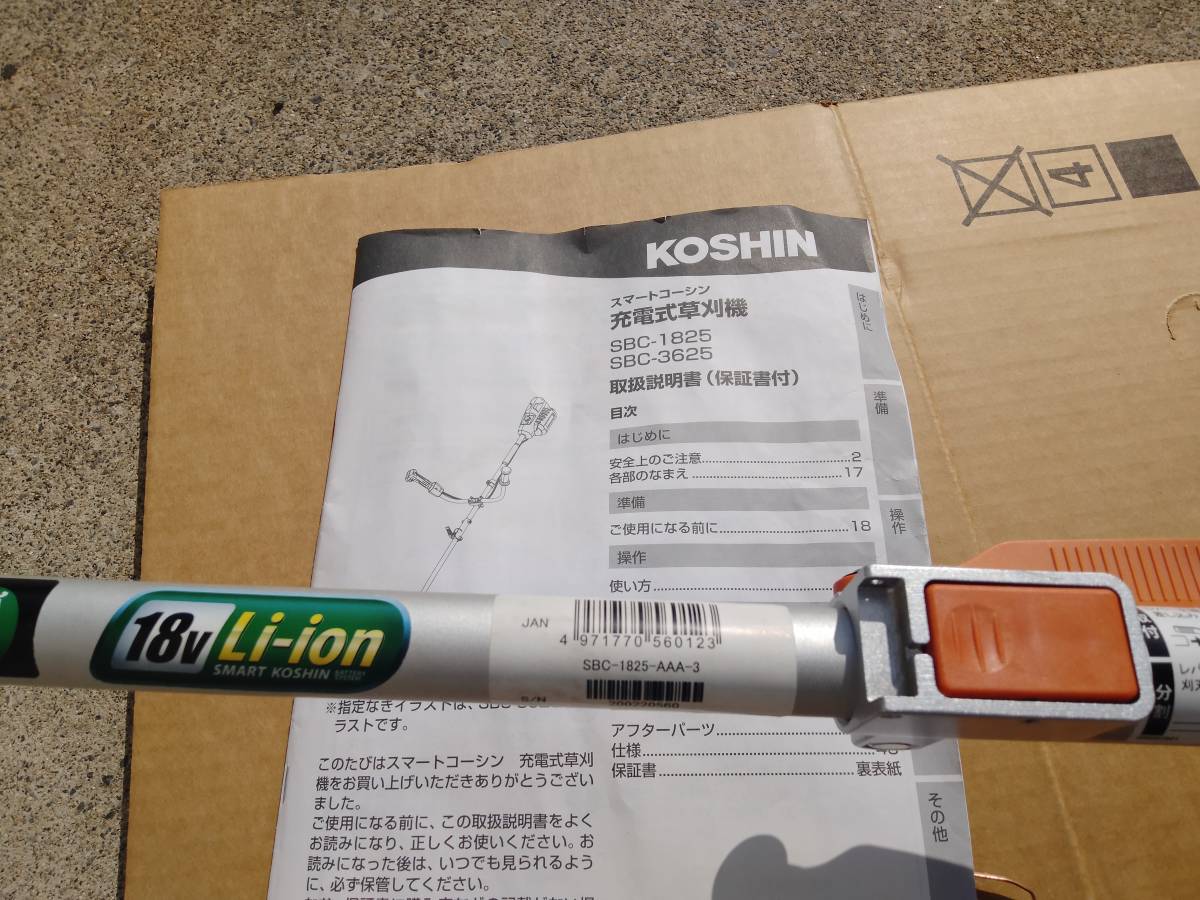 4
KOSHIN
スマートコーシン
充電式草刈機
SBC-1825
SBC-3625
取扱説明書(保証書付)
目次
はじめに
安全上のご注意 2
各部のなまえ 17
準備
ご使用になる前に 18
操作
使い方
はじめに
準備
操作
その他
18v Li-ion
SMART KOSHIN BATTERY SYSTEM
JAN
4 971770 560123
SBC-1825-AAA-3
S/N
200220560
分
※指定なきイラストは、
ラストです。
アフターパーツ
仕様
保証書 裏表紙
このたびはスマートコーシン 充電式草刈
機をお買い上げいただきありがとうござい
ました。
ご使用になる前に、この取扱説明書をよく
お読みになり、正しくお使いください。お
読みになった後は、いつでも見られるよう
に、必ず保管してください。